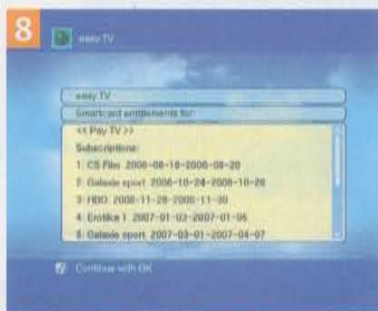 8
easy.TV
easy.TV
Smartcard entitlements for:
<< Pay TV >>
Subscriptions:
1: CS Film 2006-08-18-2006-08-20
2: Galaxie sport 2006-10-24-2006-10-26
3: HBO 2006-11-28-2006-11-30
4: Erotika 1 2007-01-03-2007-01-05
5: Galaxie sport 2007-03-01-2007-04-07
Continue with OK